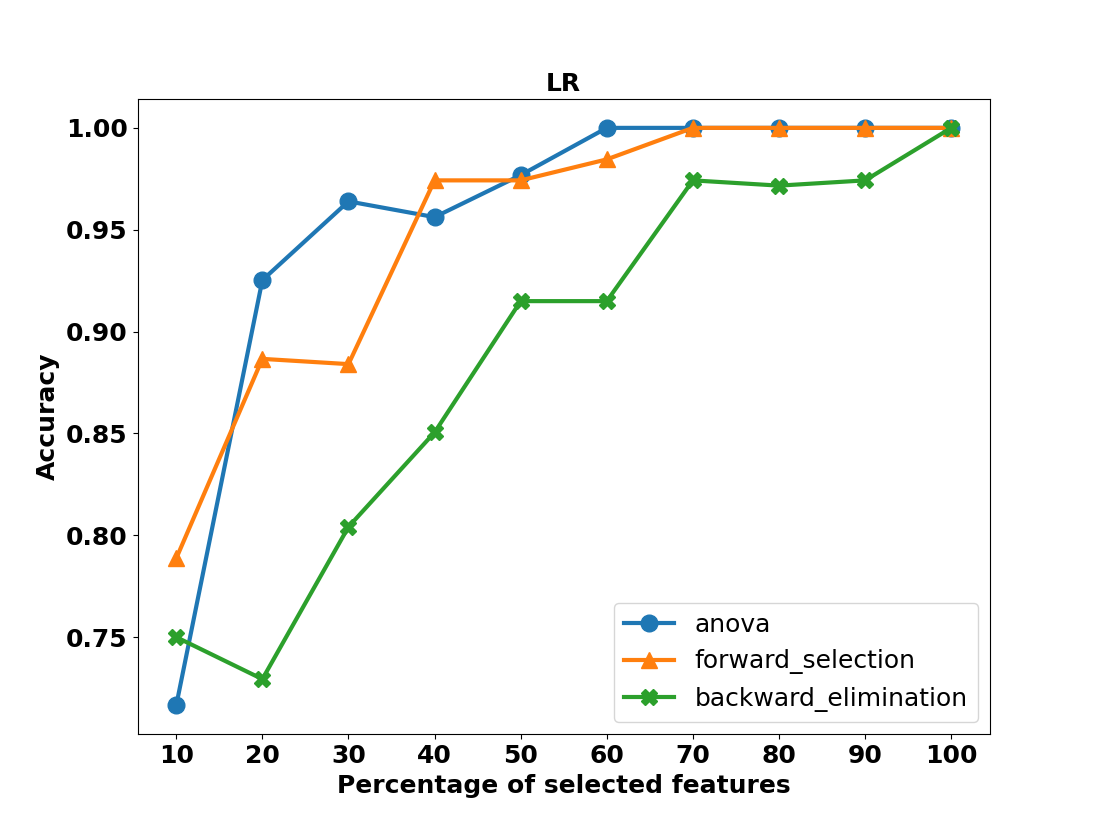 LR
1.00
0.95
0.90
0.85
0.80
0.75
Accuracy
10 20 30 40 50 60 70 80 90 100
Percentage of selected features
anova
forward_selection
backward_elimination